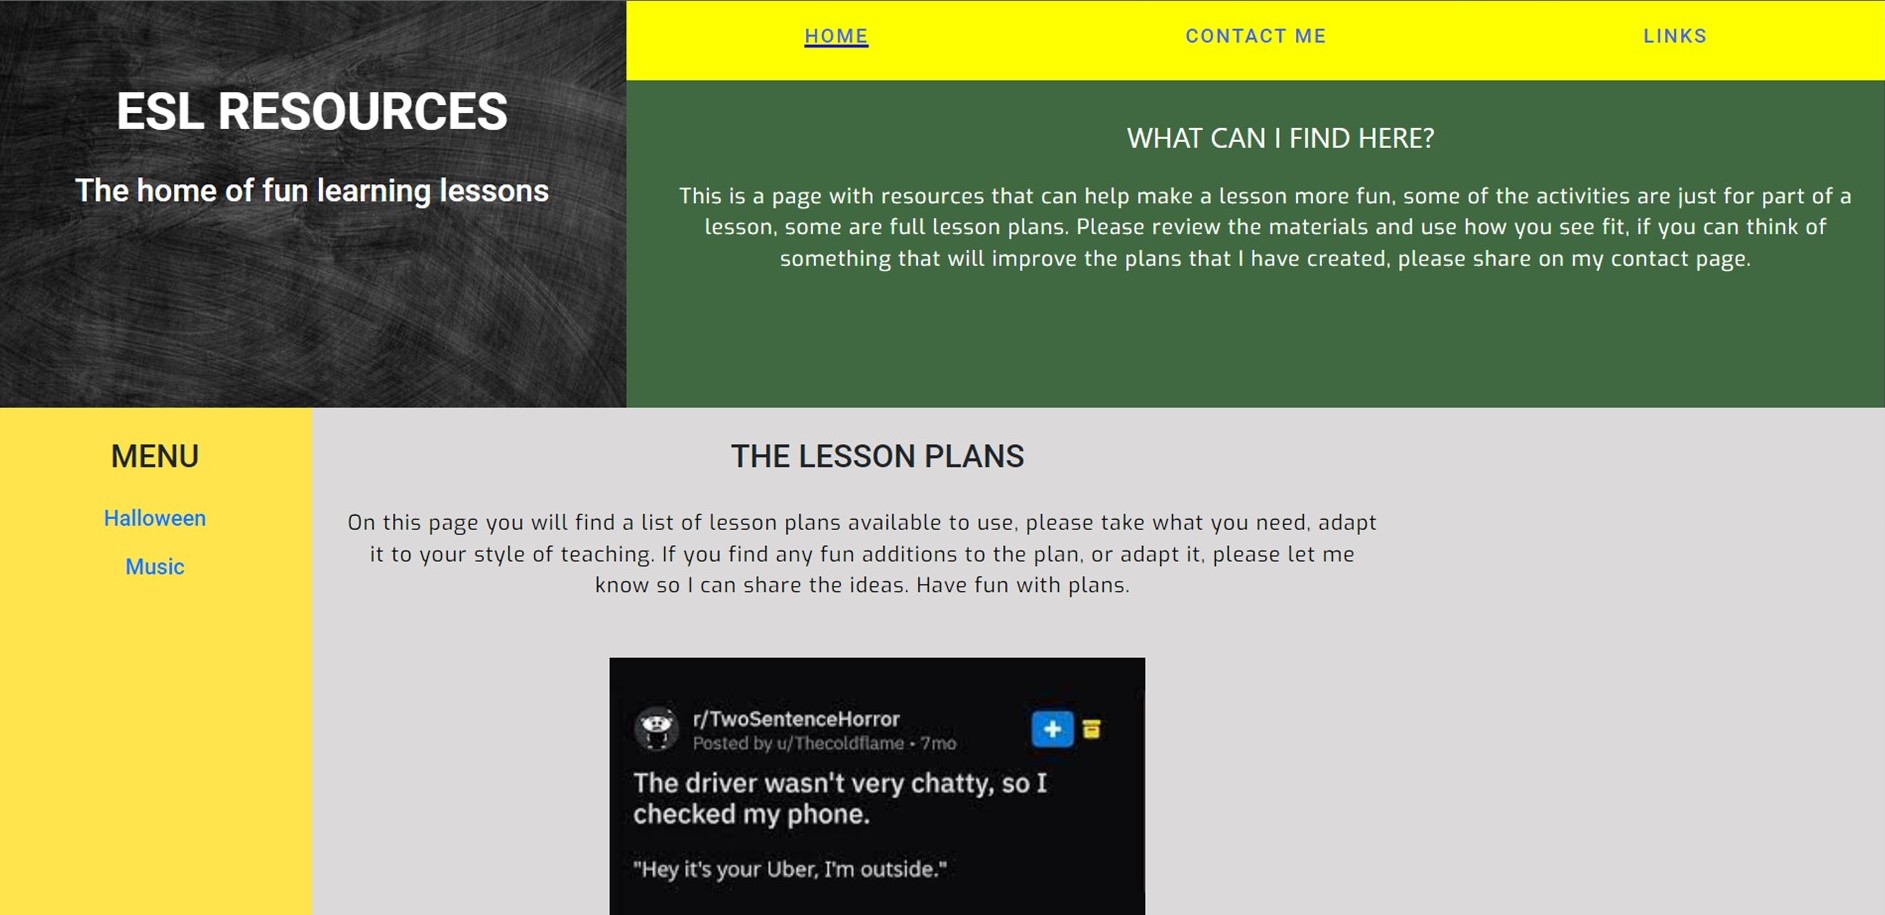 ESL RESOURCES
The home of fun learning lessons
HOME
CONTACT ME
LINKS
WHAT CAN I FIND HERE?
This is a page with resources that can help make a lesson more fun, some of the activities are just for part of a
lesson, some are full lesson plans. Please review the materials and use how you see fit, if you can think of
something that will improve the plans that I have created, please share on my contact page.
MENU
Halloween
Music
THE LESSON PLANS
On this page you will find a list of lesson plans available to use, please take what you need, adapt
it to your style of teaching. If you find any fun additions to the plan, or adapt it, please let me
know so I can share the ideas. Have fun with plans.
r/TwoSentenceHorror
Posted by u/Thecoldflame • 7mo
The driver wasn't very chatty, so I
checked my phone.
"Hey it's your Uber, I'm outside."